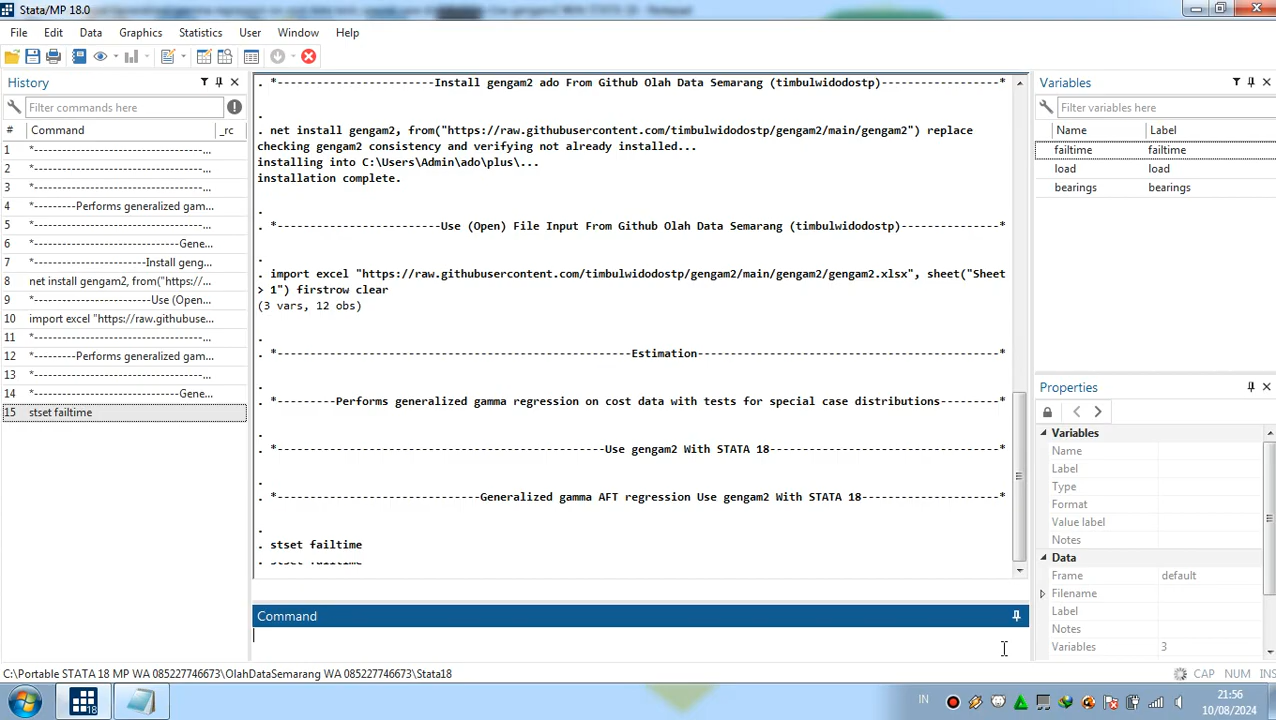 Stata/MP 18.0
File Edit Data Graphics Statistics User Window Help
History
Filter commands here
# Command _rc
1 *---------------------------------------...
2 *---------------------------------------...
3 *---------------------------------------...
4 *---------Performs generalized gam...
5 *---------------------------------------...
6 *--------------------------------Gene...
7 *-------------------------Install geng...
8 net install gengam2, from("https://...
9 *---------------------------Use (Open...
10 import excel "https://raw.githubuse...
11 *---------------------------------------...
12 *---------Performs generalized gam...
13 *---------------------------------------...
14 *--------------------------------Gene...
15 stset failtime
. *----------------------Install gengam2 ado From Github Olah Data Semarang (timbulwidodostp)----------------*
.
. net install gengam2, from("https://raw.githubusercontent.com/timbulwidodostp/gengam2/main/gengam2") replace
checking gengam2 consistency and verifying not already installed...
installing into C:\Users\Admin\ado\plus\...
installation complete.
.
. *-----------------------Use (Open) File Input From Github Olah Data Semarang (timbulwidodostp)-------------*
.
. import excel "https://raw.githubusercontent.com/timbulwidodostp/gengam2/main/gengam2/gengam2.xlsx", sheet("Sheet
> 1") firstrow clear
(3 vars, 12 obs)
.
. *-------------------------------------------------Estimation------------------------------------------*
.
. *---------Performs generalized gamma regression on cost data with tests for special case distributions---------*
.
. *----------------------------------------------Use gengam2 With STATA 18---------------------------------*
.
. *----------------------------Generalized gamma AFT regression Use gengam2 With STATA 18-------------------*
.
. stset failtime
. stset failtime
Command
Variables
Filter variables here
Name Label
failtime failtime
load load
bearings bearings
Properties
Variables
Name
Label
Type
Format
Value label
Notes
Data
Frame default
Filename
Label
Notes
Variables 3
C:\Portable STATA 18 MP WA 085227746673\OlahDataSemarang WA 085227746673\Stata18
CAP NUM INS
18
IN
21:56
10/08/2024